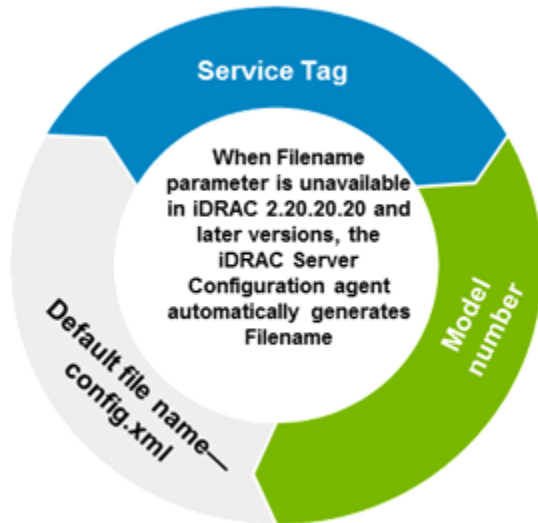 Service Tag
When Filename
parameter is unavailable
in iDRAC 2.20.20.20 and
later versions, the
iDRAC Server
Configuration agent
automatically generates
Filename
Model
number
Default file name—
config.xml